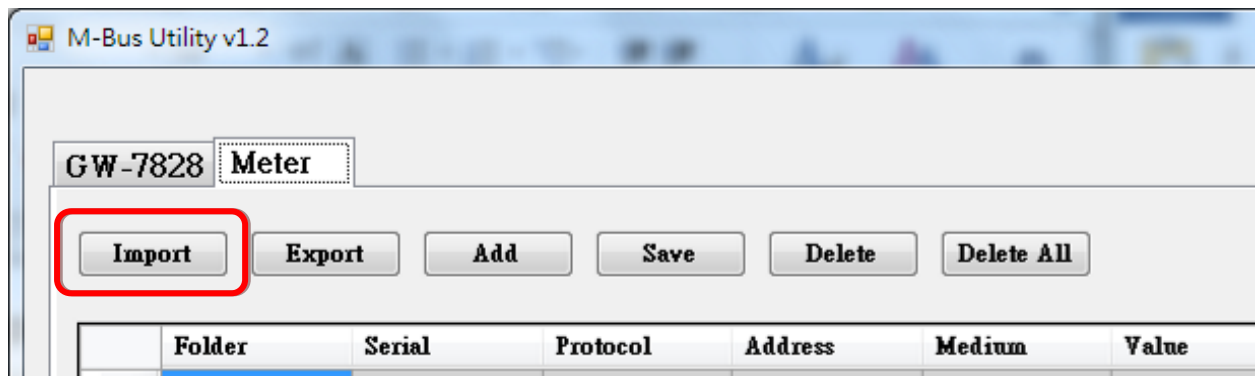 M-Bus Utility v1.2
GW-7828 Meter
Import Export Add Save Delete Delete All
Folder Serial Protocol Address Medium Value